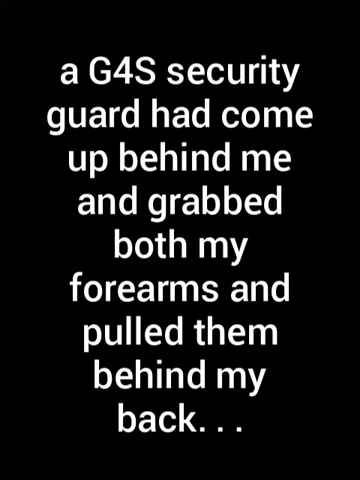 a G4S security
guard had come
up behind me
and grabbed
both my
forearms and
pulled them
behind my
back. . .